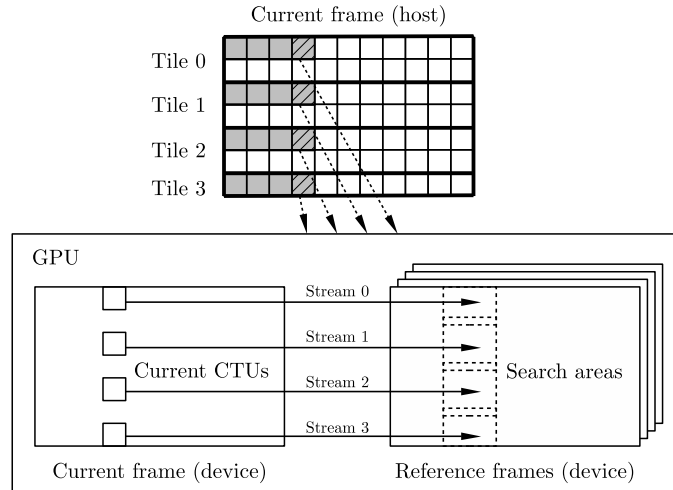 Current frame (host)
Tile 0
Tile 1
Tile 2
Tile 3
GPU
Stream 0
Stream 1
Current CTUs
Search areas
Stream 2
Stream 3
Current frame (device)
Reference frames (device)